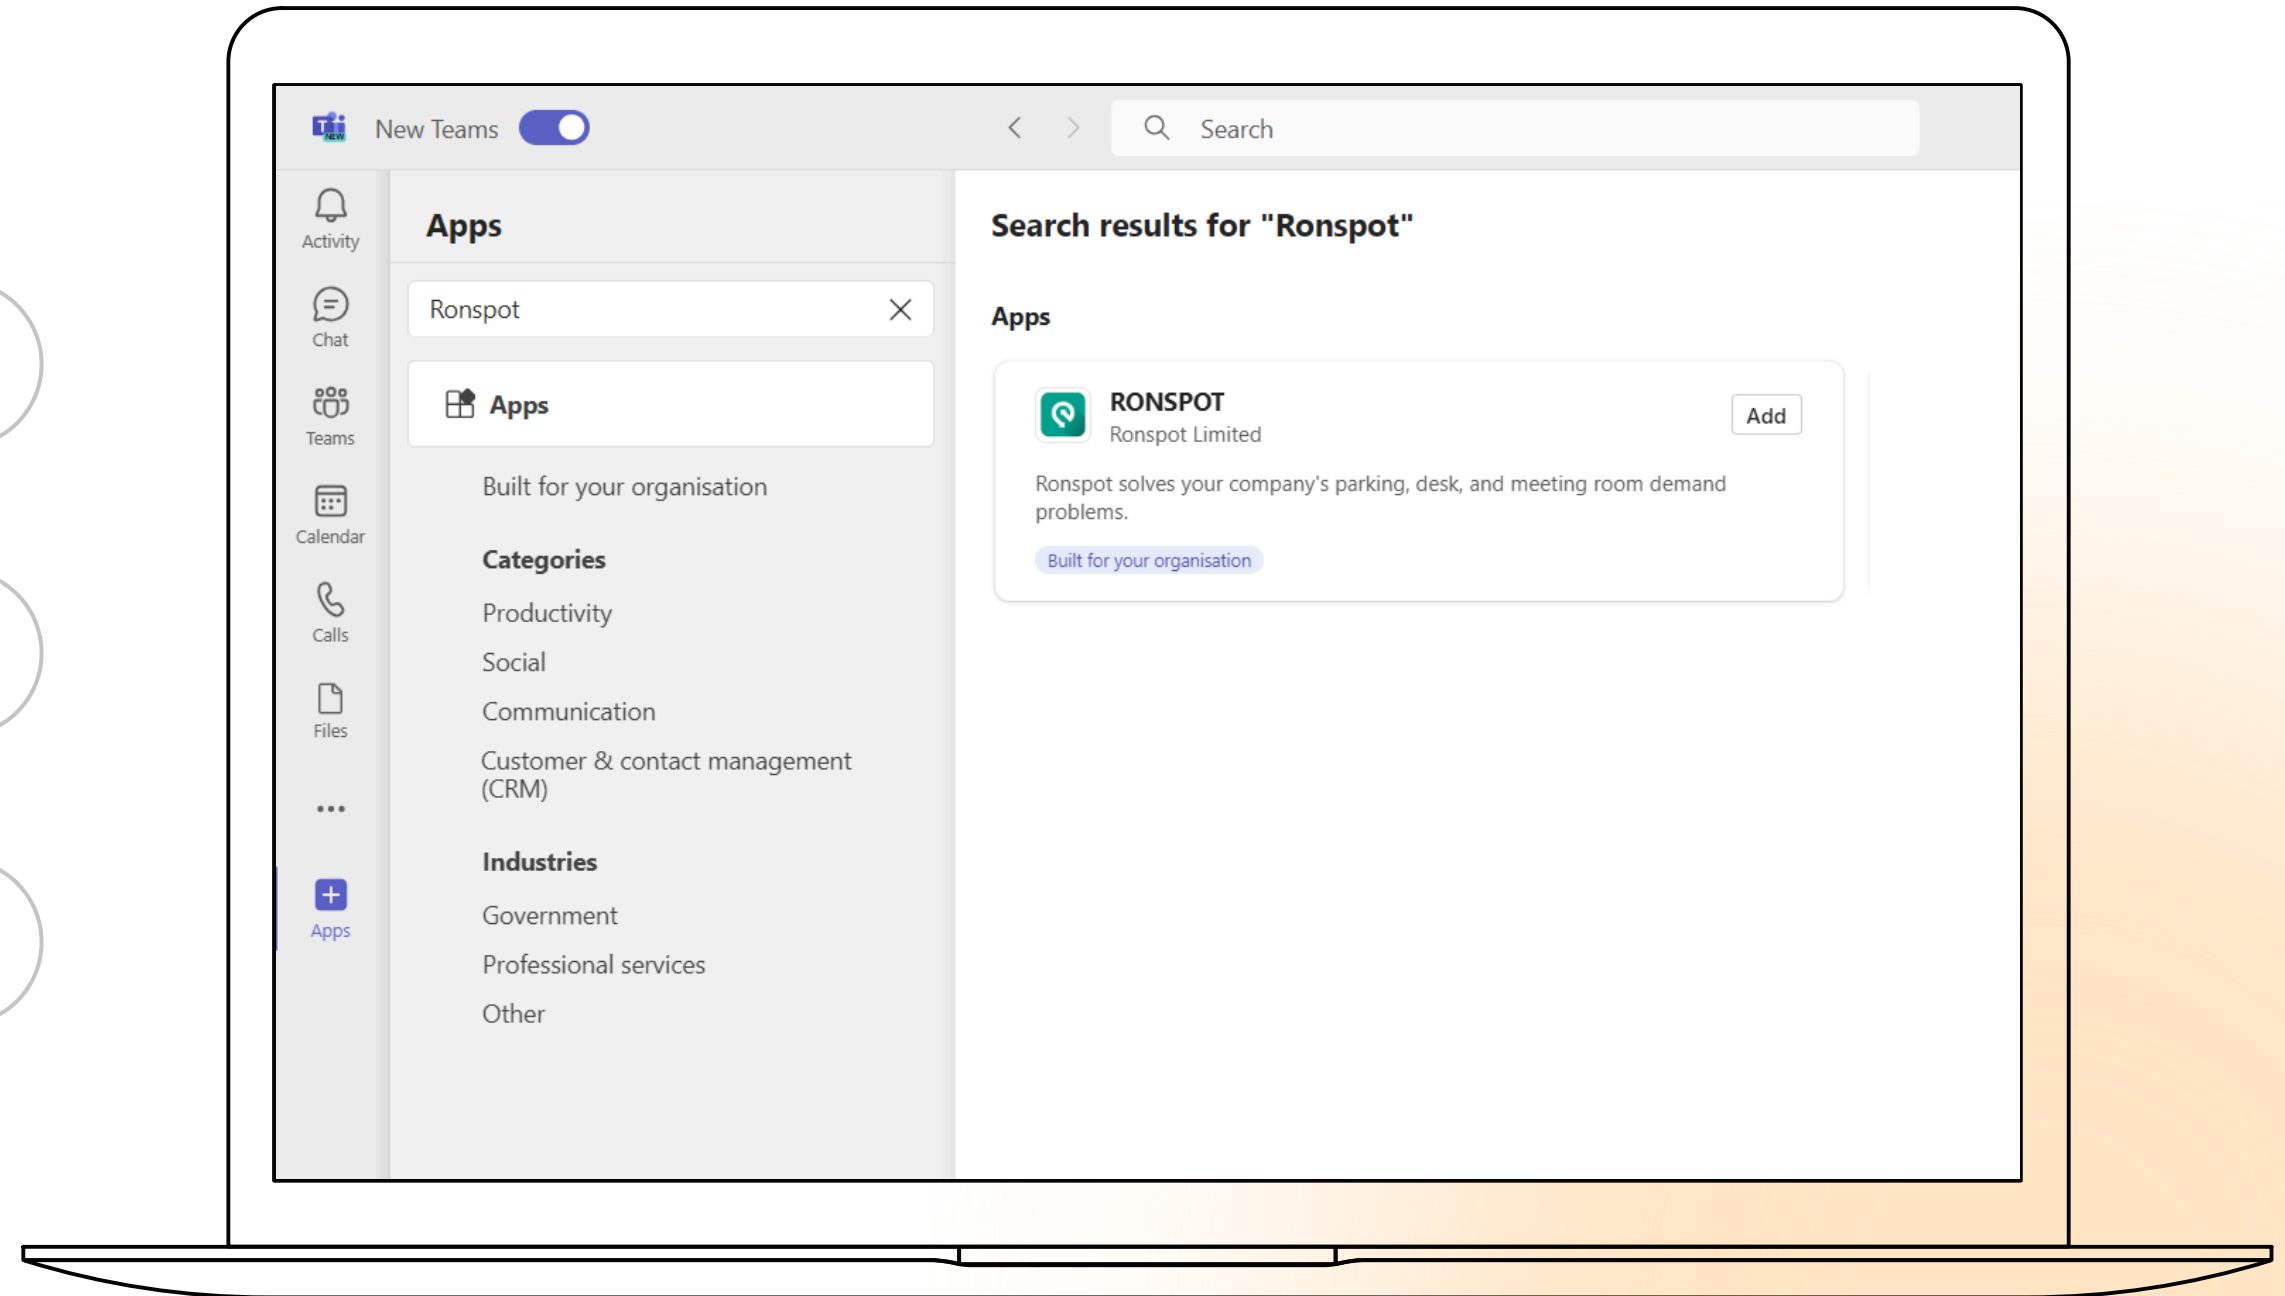 New Teams
Search
Activity
Chat
Teams
Calendar
Calls
Files
Apps
Apps
Ronspot
Apps
Built for your organisation
Categories
Productivity
Social
Communication
Customer & contact management
(CRM)
Industries
Government
Professional services
Other
Search results for "Ronspot"
Apps
RONSPOT
Ronspot Limited
Add
Ronspot solves your company's parking, desk, and meeting room demand
problems.
Built for your organisation
T
NEW